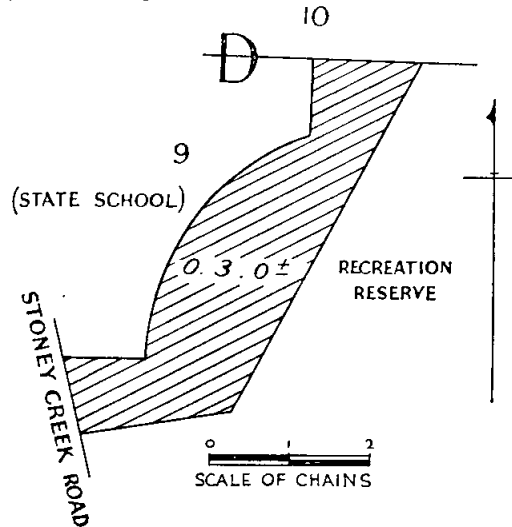 10
D
9
(STATE SCHOOL)
0. 3. 0 ±
RECREATION
RESERVE
STONEY CREEK ROAD
0 1 2
SCALE OF CHAINS